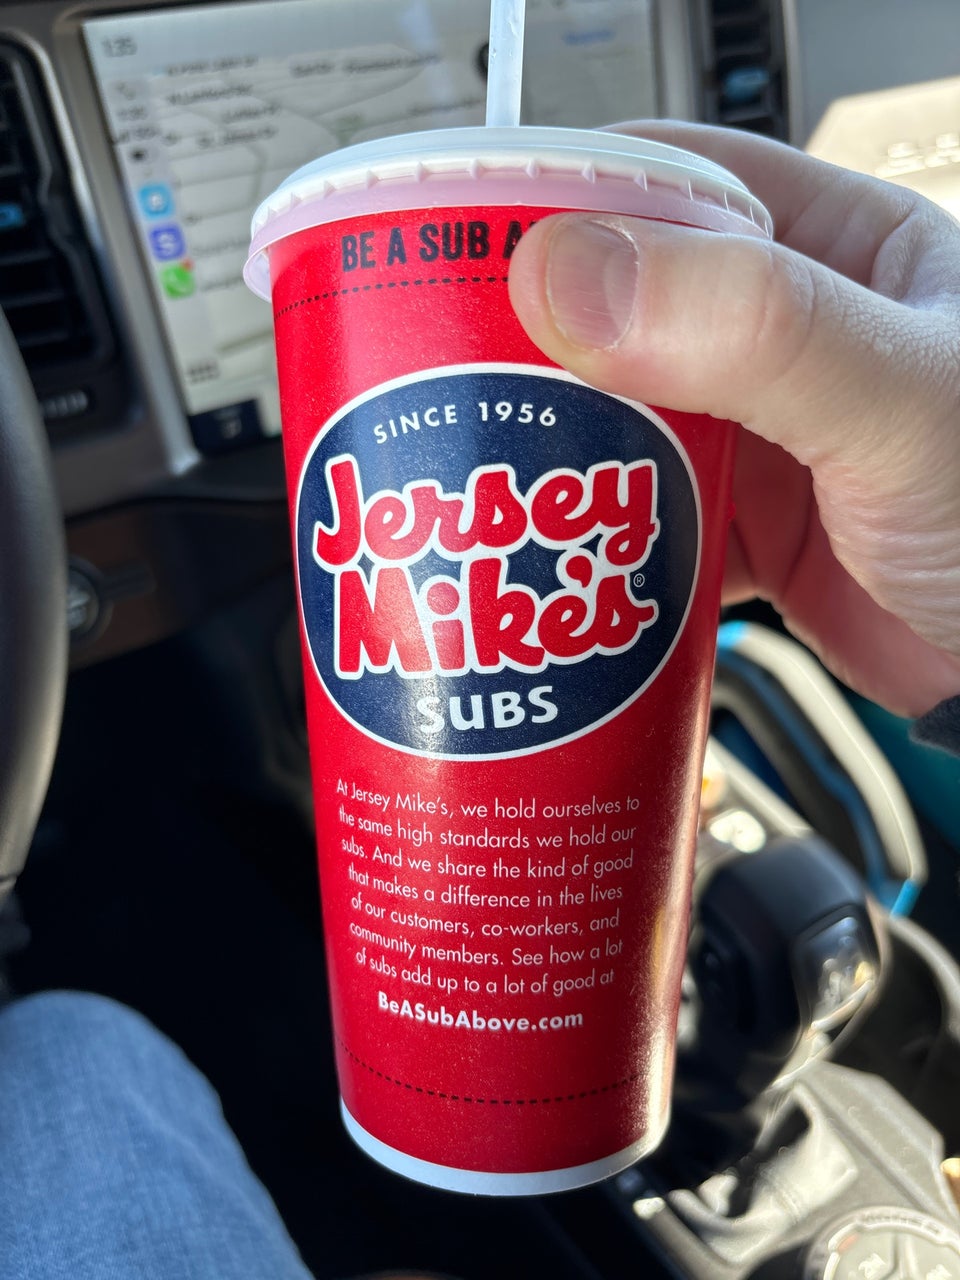 1:35
BE A SUB A
SINCE 1956
Jersey
Mike's®
SUBS
At Jersey Mike's, we hold ourselves to
the same high standards we hold our
subs. And we share the kind of good
that makes a difference in the lives
of our customers, co-workers, and
community members. See how a lot
of subs add up to a lot of good at
BeASubAbove.com